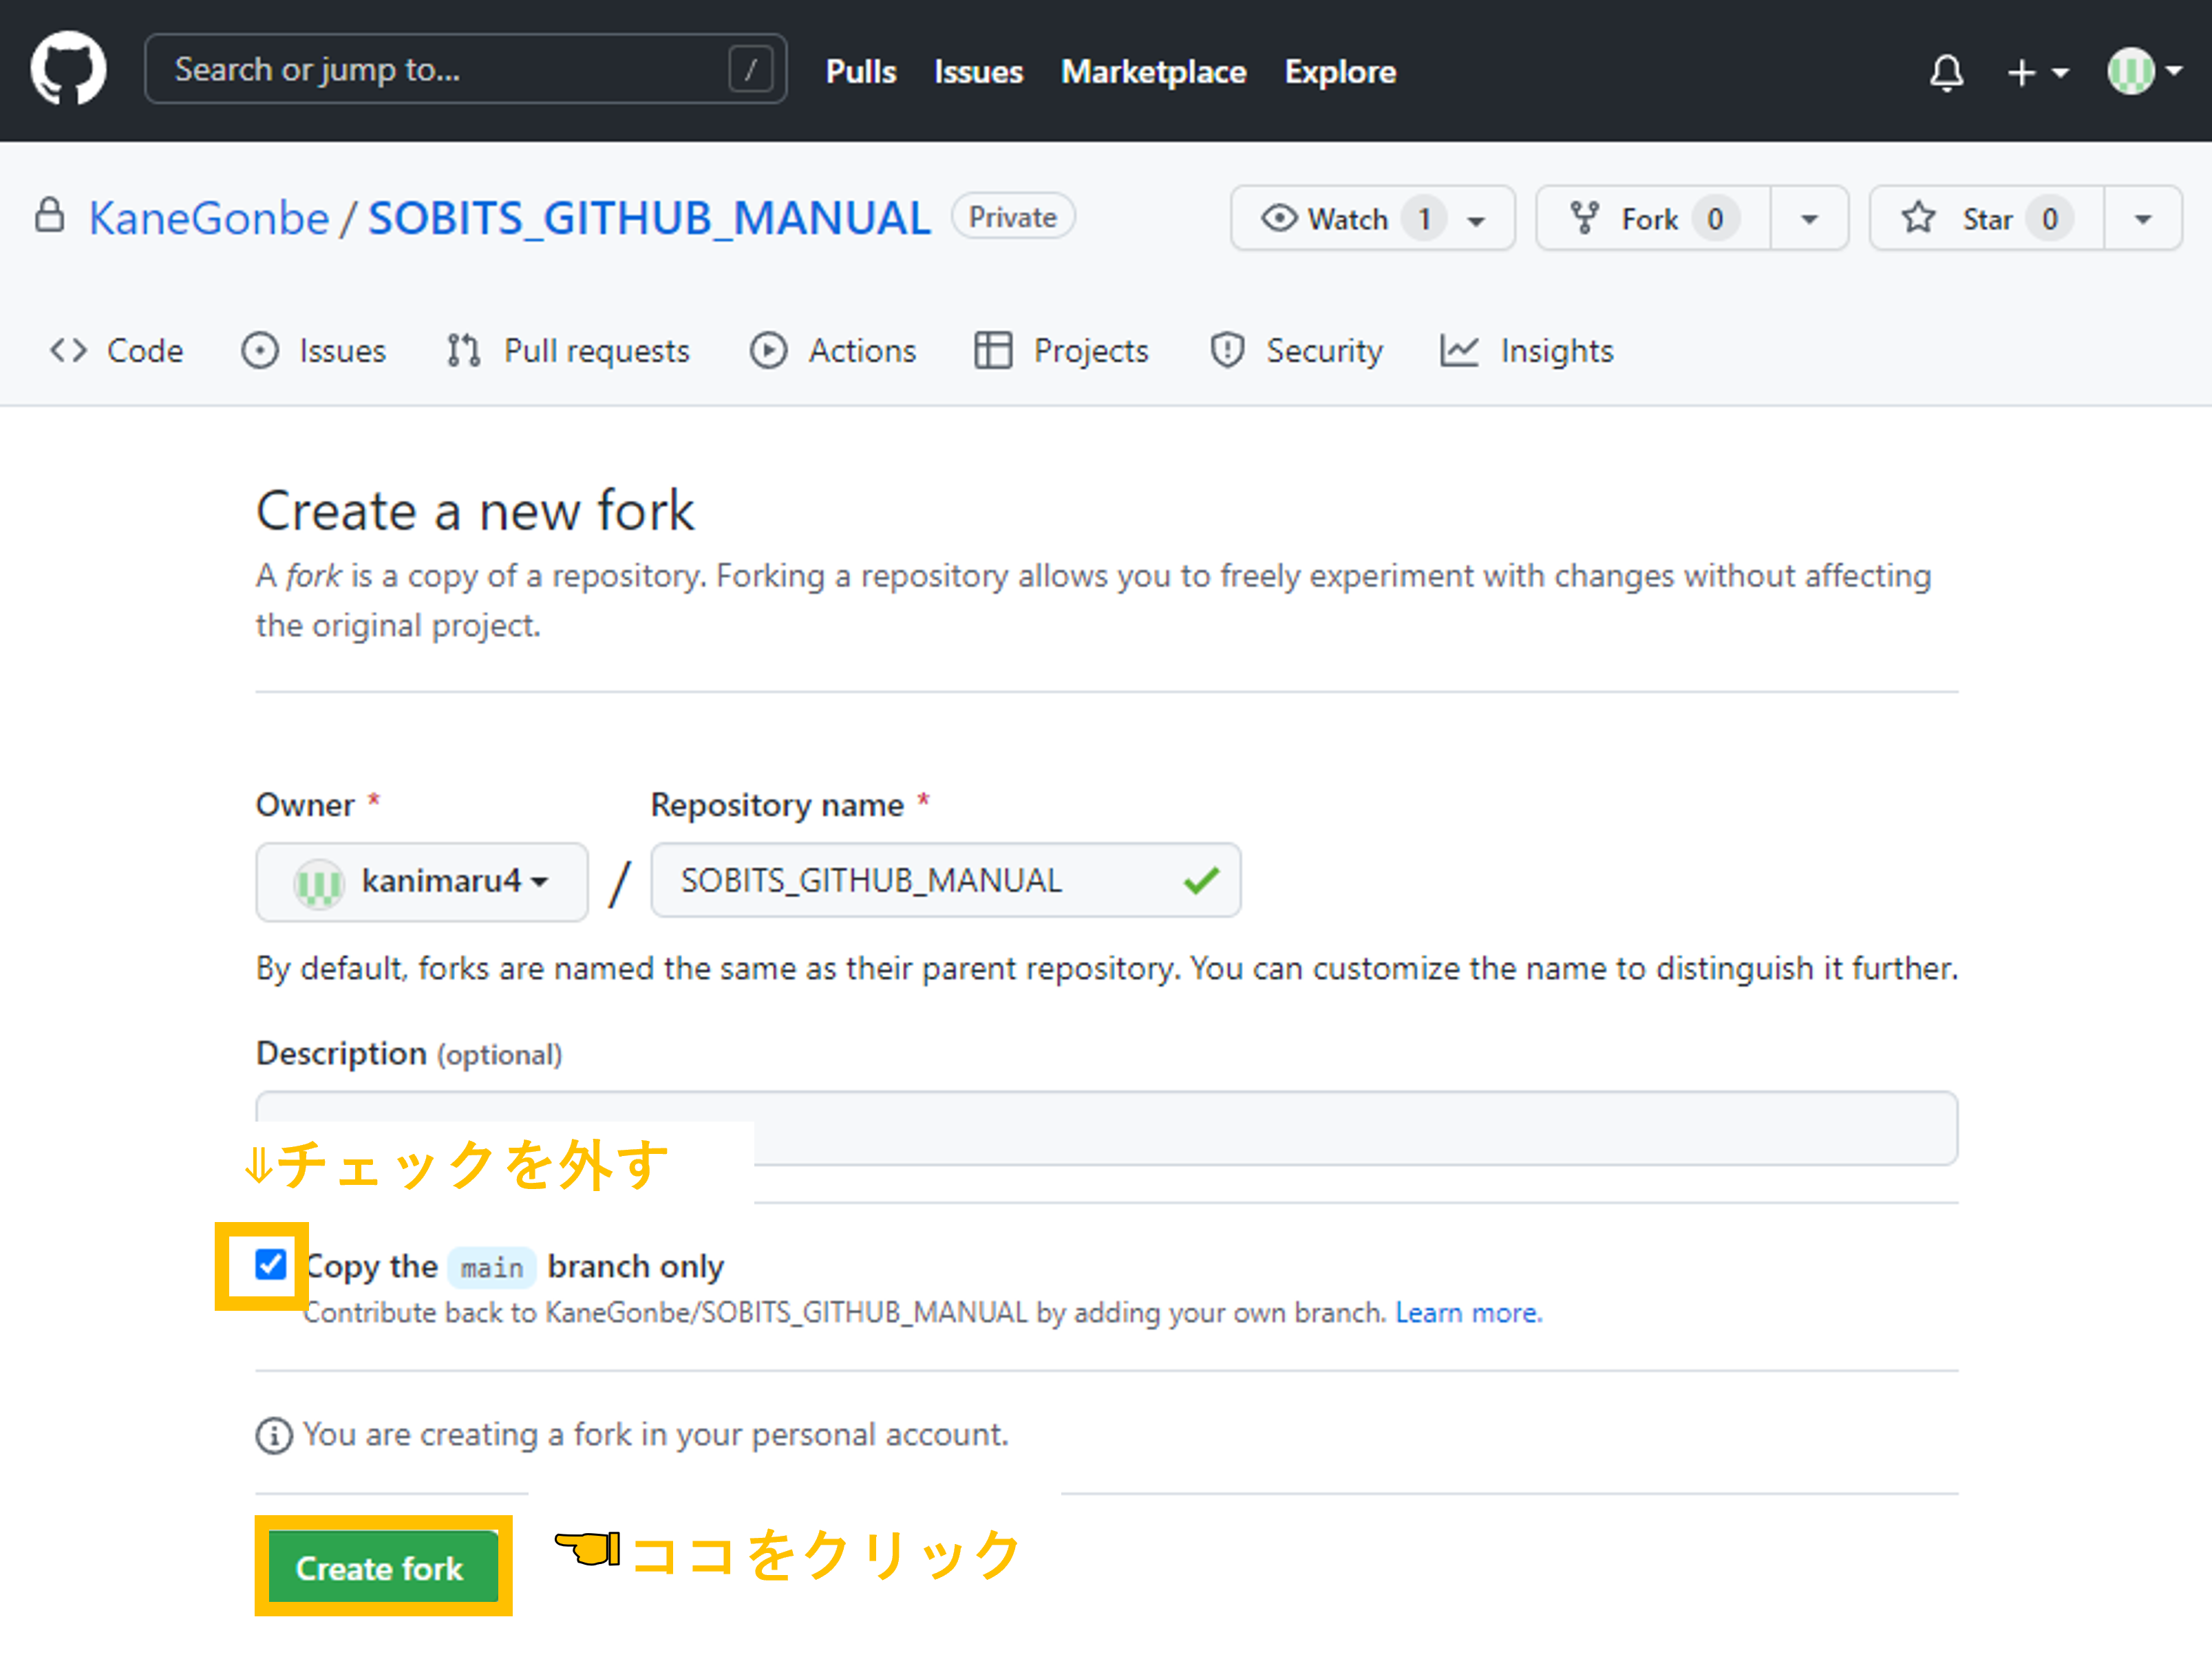 Search or jump to... / Pulls Issues Marketplace Explore
KaneGonbe / SOBITS_GITHUB_MANUAL Private Watch 1 Fork 0 Star 0
Code Issues Pull requests Actions Projects Security Insights
Create a new fork
A fork is a copy of a repository. Forking a repository allows you to freely experiment with changes without affecting
the original project.
Owner * Repository name *
kanimaru4 / SOBITS_GITHUB_MANUAL
By default, forks are named the same as their parent repository. You can customize the name to distinguish it further.
Description (optional)
⇓チェックを外す
Copy the main branch only
Contribute back to KaneGonbe/SOBITS_GITHUB_MANUAL by adding your own branch. Learn more.
You are creating a fork in your personal account.
Create fork ココをクリック